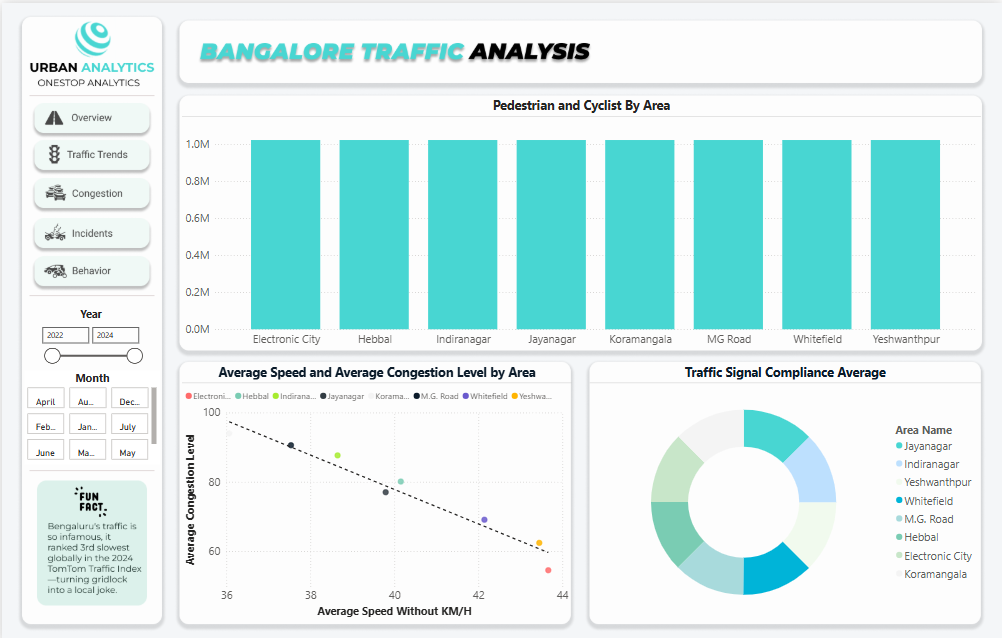 URBAN ANALYTICS
ONESTOP ANALYTICS
Overview
Traffic Trends
Congestion
Incidents
Behavior
Year
2022 2024
Month
April Au... Dec...
Feb... Jan... July
June Ma... May
FUN
FACT
Bengaluru's traffic is
so infamous, it
ranked 3rd slowest
globally in the 2024
TomTom Traffic Index
—turning gridlock
into a local joke.
BANGALORE TRAFFIC ANALYSIS
Pedestrian and Cyclist By Area
1.0M
0.8M
0.6M
0.4M
0.2M
0.0M
Electronic City Hebbal Indiranagar Jayanagar Koramangala MG Road Whitefield Yeshwanthpur
Average Speed and Average Congestion Level by Area
Electroni... Hebbal Indirana... Jayanagar Korama... M.G. Road Whitefield Yeshwa...
Average Congestion Level
100
80
60
36 38 40 42 44
Average Speed Without KM/H
Traffic Signal Compliance Average
Area Name
Jayanagar
Indiranagar
Yeshwanthpur
Whitefield
M.G. Road
Hebbal
Electronic City
Koramangala